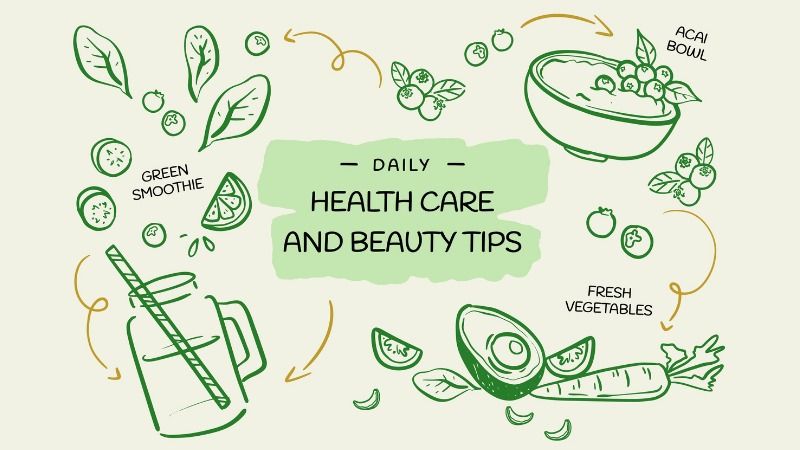 ACAI
BOWL
GREEN
SMOOTHIE
— DAILY —
HEALTH CARE
AND BEAUTY TIPS
FRESH
VEGETABLES